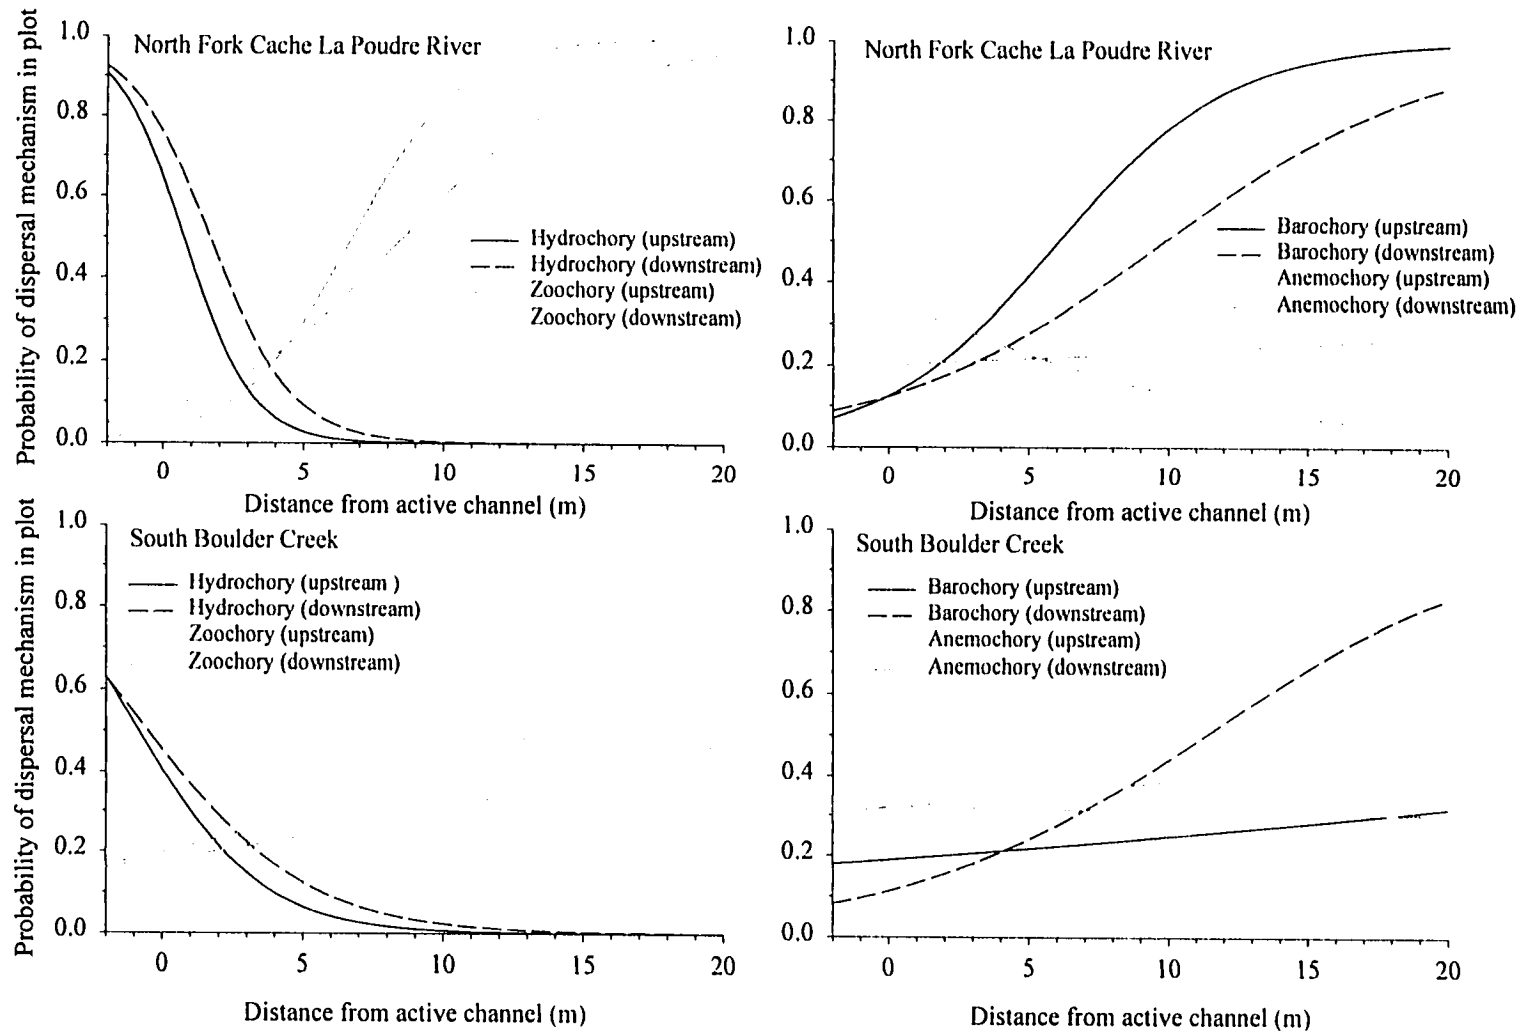 Probability of dispersal mechanism in plot
1.0
0.8
0.6
0.4
0.2
0.0
North Fork Cache La Poudre River
Hydrochory (upstream)
Hydrochory (downstream)
Zoochory (upstream)
Zoochory (downstream)
0 5 10 15 20
Distance from active channel (m)
1.0
0.8
0.6
0.4
0.2
0.0
North Fork Cache La Poudre River
Barochory (upstream)
Barochory (downstream)
Anemochory (upstream)
Anemochory (downstream)
0 5 10 15 20
Distance from active channel (m)
Probability of dispersal mechanism in plot
1.0
0.8
0.6
0.4
0.2
0.0
South Boulder Creek
Hydrochory (upstream )
Hydrochory (downstream)
Zoochory (upstream)
Zoochory (downstream)
0 5 10 15 20
Distance from active channel (m)
1.0
0.8
0.6
0.4
0.2
0.0
South Boulder Creek
Barochory (upstream)
Barochory (downstream)
Anemochory (upstream)
Anemochory (downstream)
0 5 10 15 20
Distance from active channel (m)